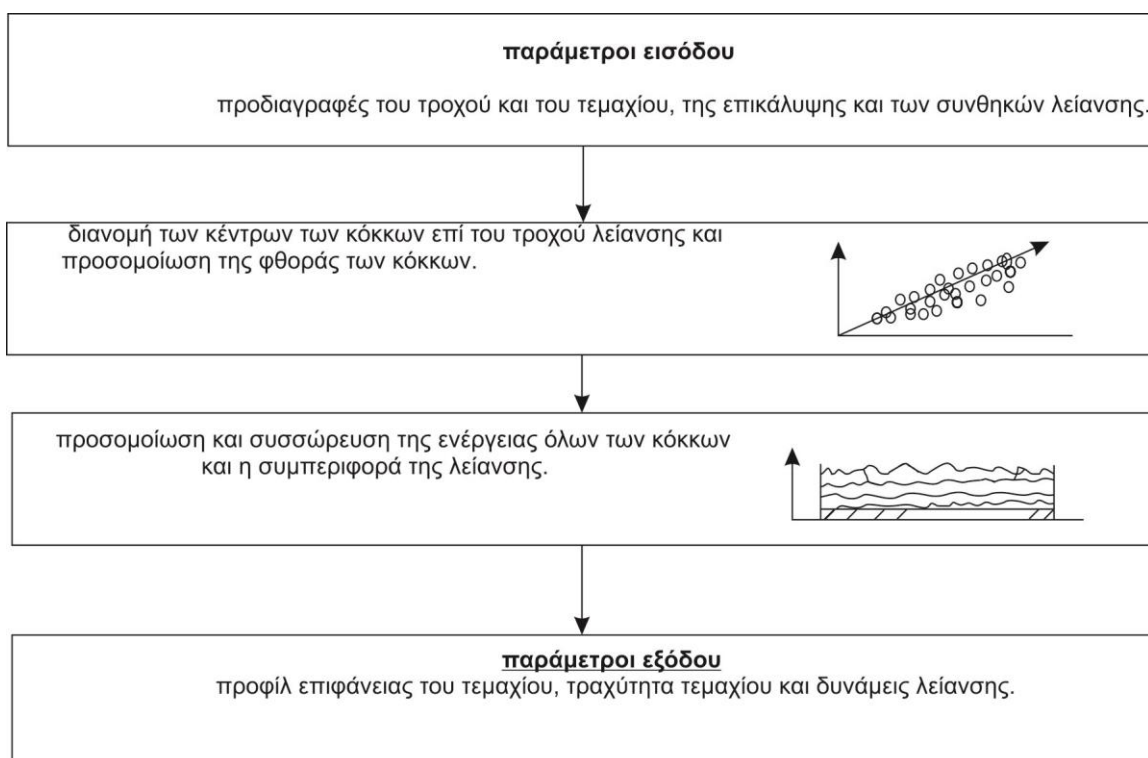 παράμετροι εισόδου
προδιαγραφές του τροχού και του τεμαχίου, της επικάλυψης και των συνθηκών λείανσης.
διανομή των κέντρων των κόκκων επί του τροχού λείανσης και
προσομοίωση της φθοράς των κόκκων.
προσομοίωση και συσσώρευση της ενέργειας όλων των κόκκων
και η συμπεριφορά της λείανσης.
παράμετροι εξόδου
προφίλ επιφάνειας του τεμαχίου, τραχύτητα τεμαχίου και δυνάμεις λείανσης.